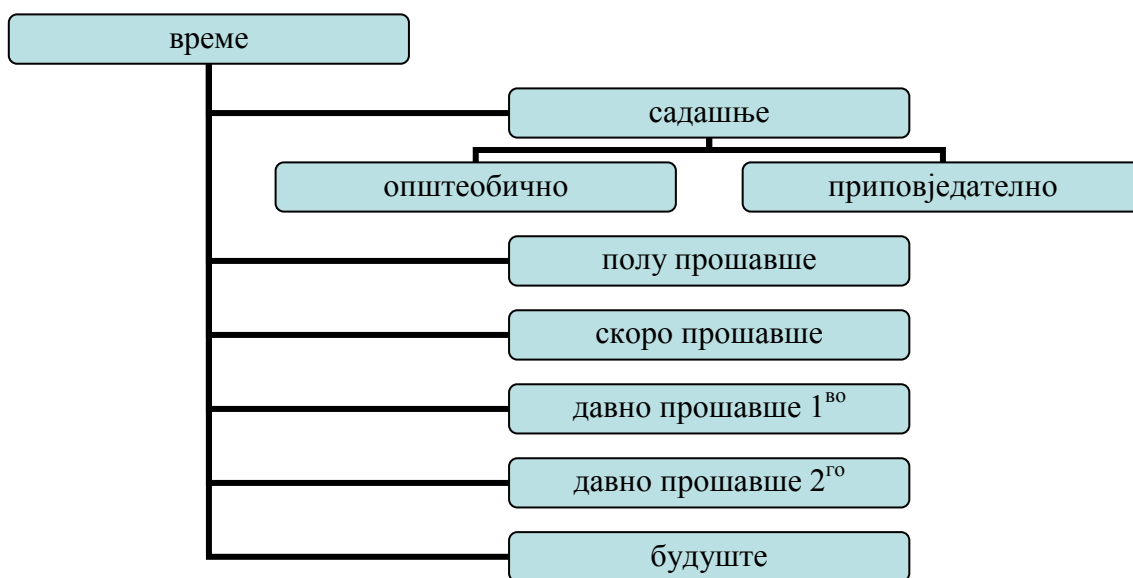 време
садашње
општеобично
приповједателно
полу прошавше
скоро прошавше
давно прошавше 1во
давно прошавше 2го
будуште